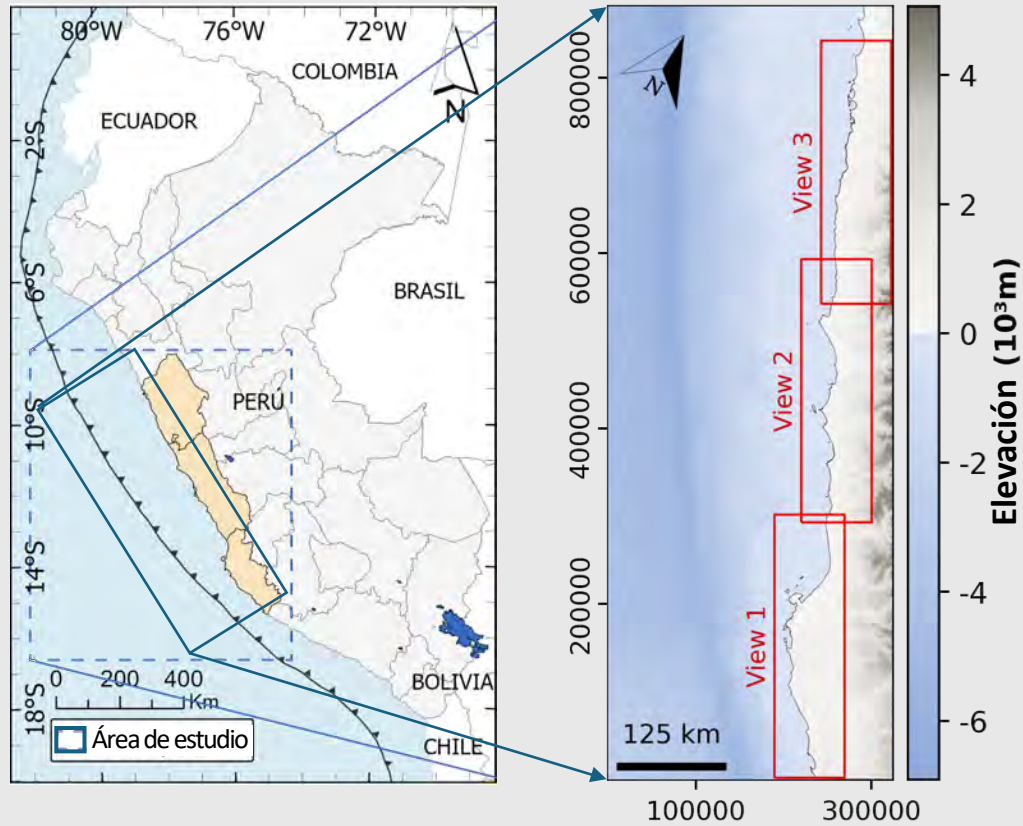 80°W 76°W 72°W
COLOMBIA
N
ECUADOR
2°S
6°S
BRASIL
PERÚ
10°S
14°S
BOLIVIA
0 200 400
Km
18°S
Área de estudio
CHILE
N
800000
View 3
600000
View 2
400000
View 1
200000
125 km
100000 300000
4
2
0
-2
-4
-6
Elevación (10³m)